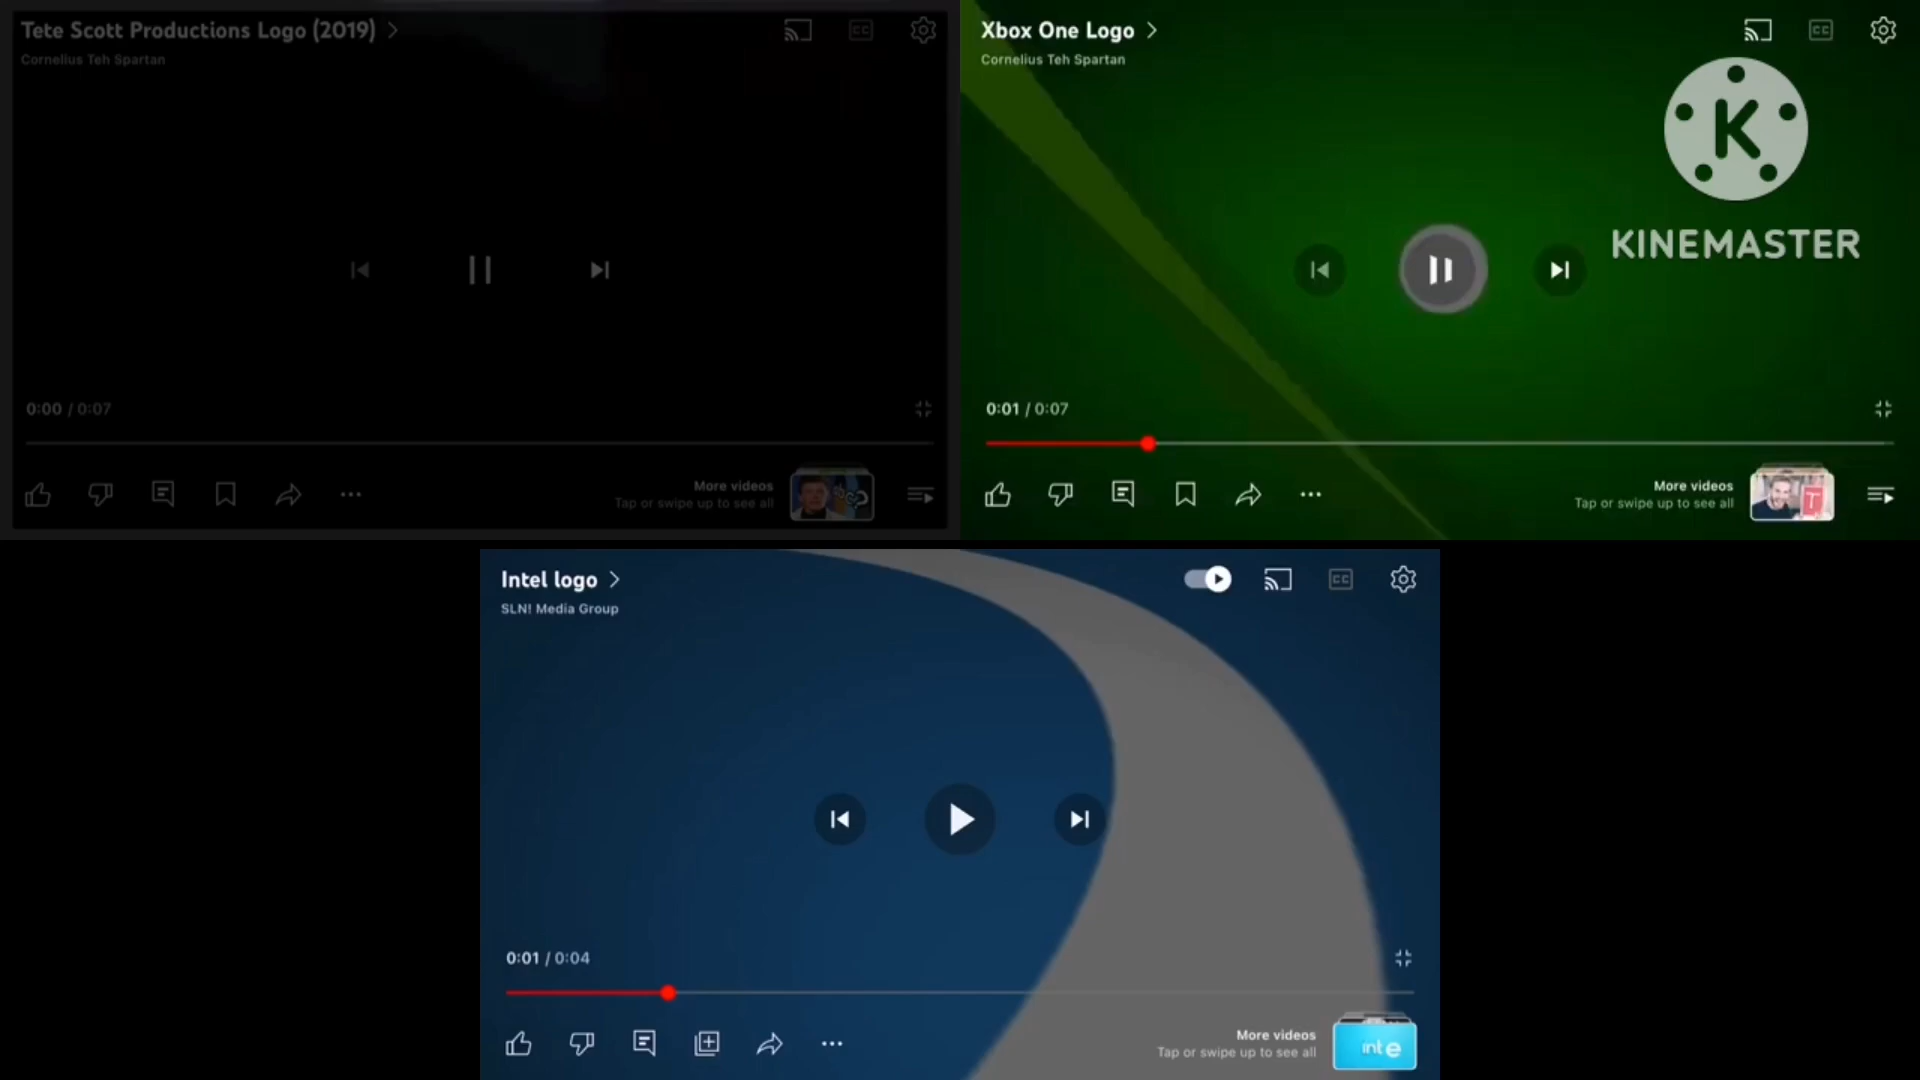 Tete Scott Productions Logo (2019)
Cornelius Teh Spartan
CC
0:00 / 0:07
More videos
Tap or swipe up to see all
Xbox One Logo
Cornelius Teh Spartan
CC
K
KINEMASTER
0:01 / 0:07
More videos
Tap or swipe up to see all
T
Intel logo
SLN! Media Group
CC
0:01 / 0:04
More videos
Tap or swipe up to see all
inte